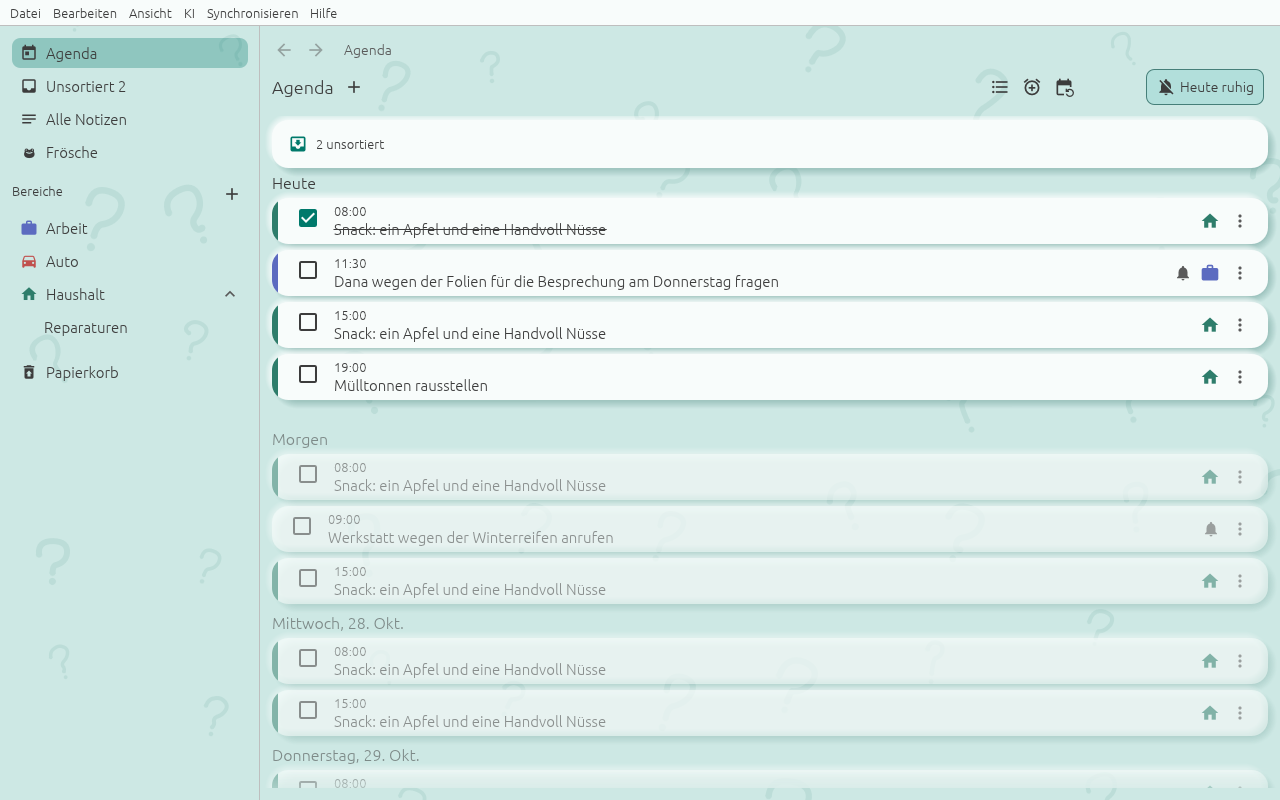 Datei Bearbeiten Ansicht KI Synchronisieren Hilfe
Agenda
Unsortiert 2
Alle Notizen
Frösche
Bereiche
Arbeit
Auto
Haushalt
Reparaturen
Papierkorb
Agenda
Agenda
Heute ruhig
2 unsortiert
Heute
08:00
Snack: ein Apfel und eine Handvoll Nüsse
11:30
Dana wegen der Folien für die Besprechung am Donnerstag fragen
15:00
Snack: ein Apfel und eine Handvoll Nüsse
19:00
Mülltonnen rausstellen
Morgen
08:00
Snack: ein Apfel und eine Handvoll Nüsse
09:00
Werkstatt wegen der Winterreifen anrufen
15:00
Snack: ein Apfel und eine Handvoll Nüsse
Mittwoch, 28. Okt.
08:00
Snack: ein Apfel und eine Handvoll Nüsse
15:00
Snack: ein Apfel und eine Handvoll Nüsse
Donnerstag, 29. Okt.
08:00